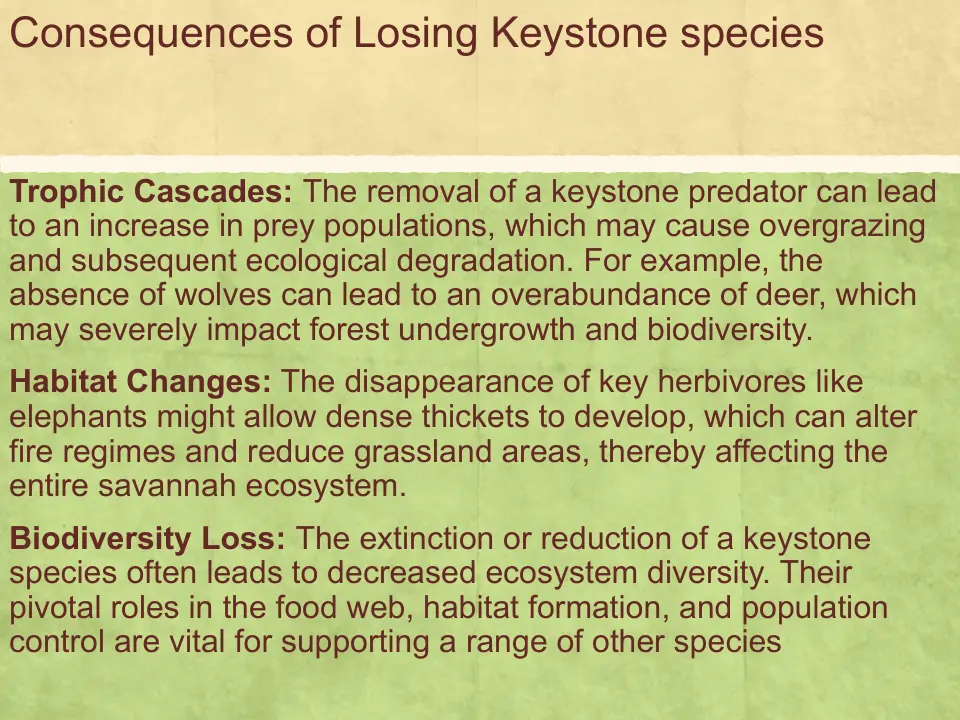 Consequences of Losing Keystone species
Trophic Cascades: The removal of a keystone predator can lead
to an increase in prey populations, which may cause overgrazing
and subsequent ecological degradation. For example, the
absence of wolves can lead to an overabundance of deer, which
may severely impact forest undergrowth and biodiversity.
Habitat Changes: The disappearance of key herbivores like
elephants might allow dense thickets to develop, which can alter
fire regimes and reduce grassland areas, thereby affecting the
entire savannah ecosystem.
Biodiversity Loss: The extinction or reduction of a keystone
species often leads to decreased ecosystem diversity. Their
pivotal roles in the food web, habitat formation, and population
control are vital for supporting a range of other species